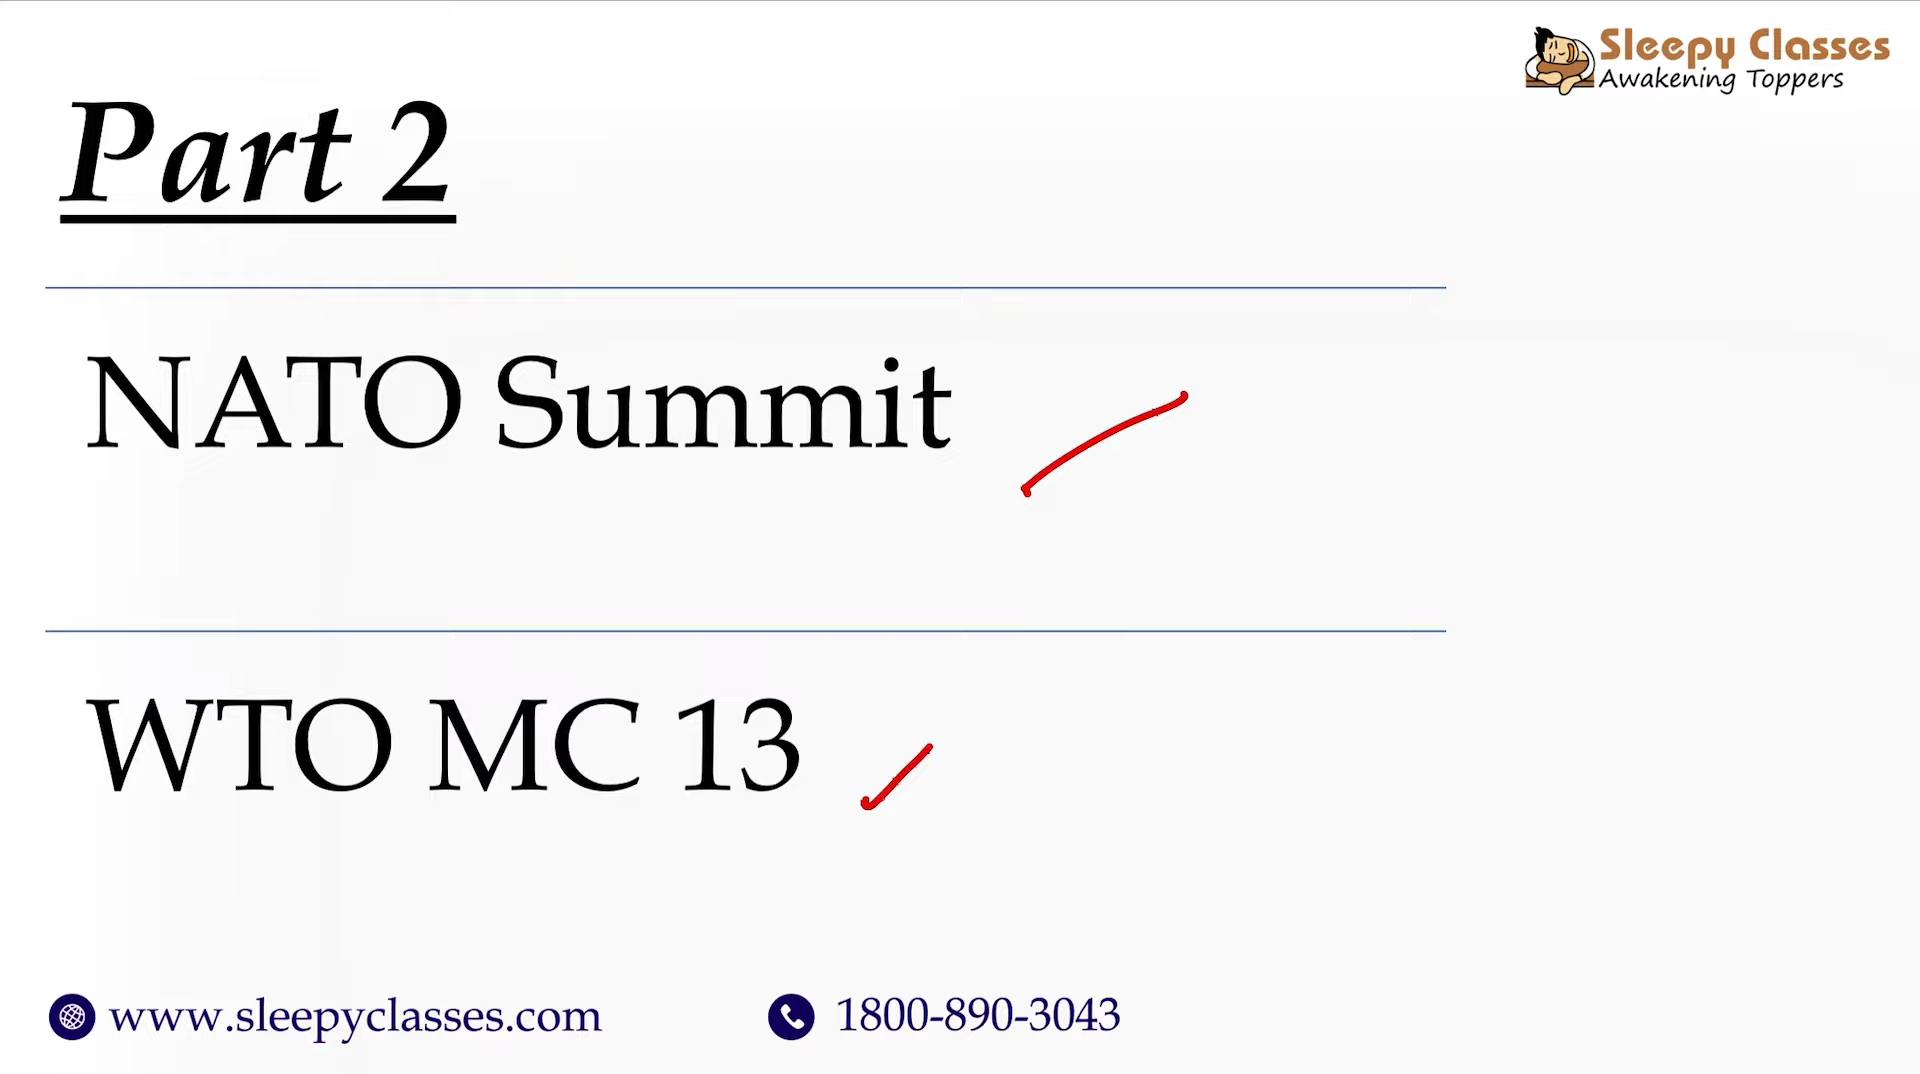 Sleepy Classes
Awakening Toppers
Part 2
NATO Summit
WTO MC 13
www.sleepyclasses.com
1800-890-3043